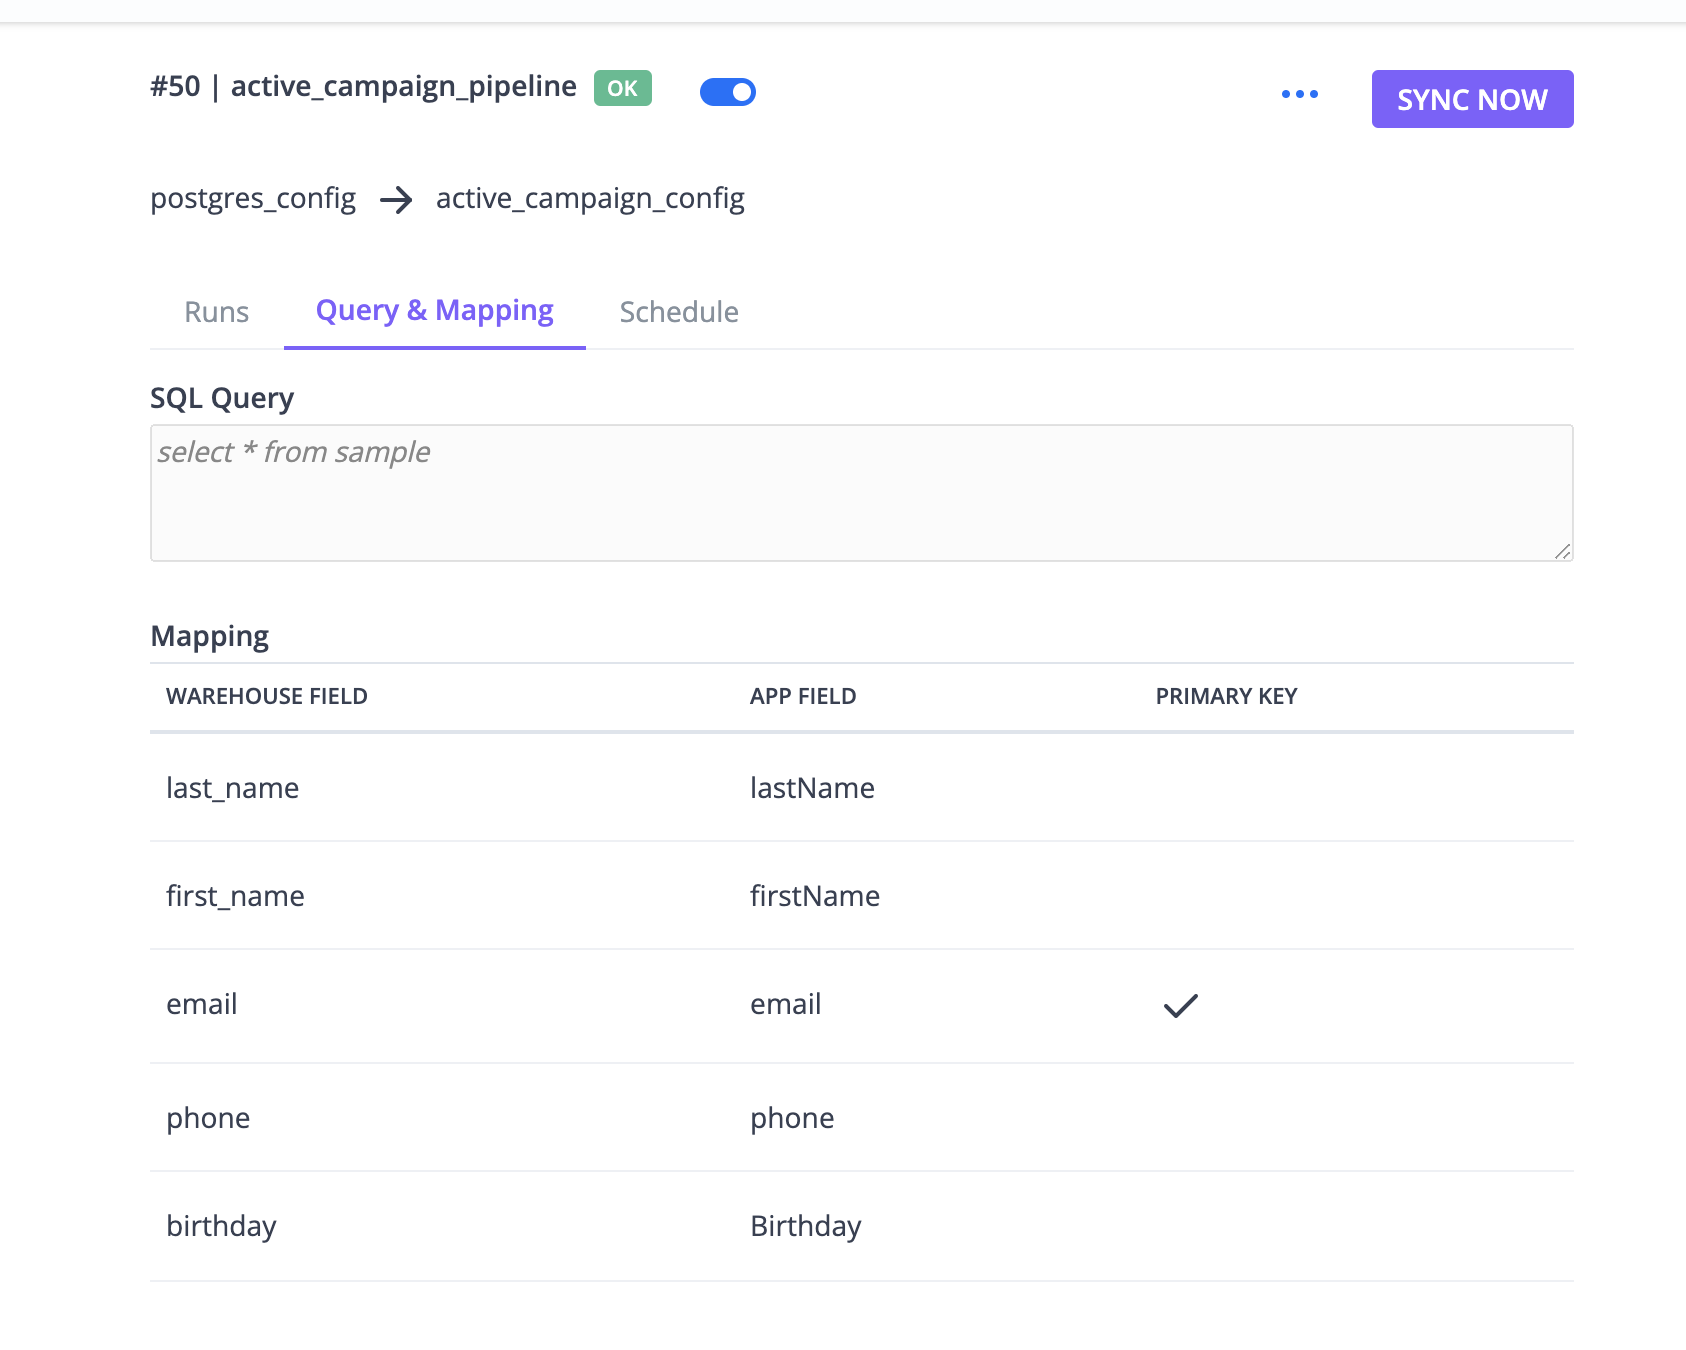 #50 | active_campaign_pipeline OK SYNC NOW
postgres_config → active_campaign_config
Runs Query & Mapping Schedule
SQL Query
select * from sample
Mapping
WAREHOUSE FIELD APP FIELD PRIMARY KEY
last_name lastName
first_name firstName
email email
phone phone
birthday Birthday